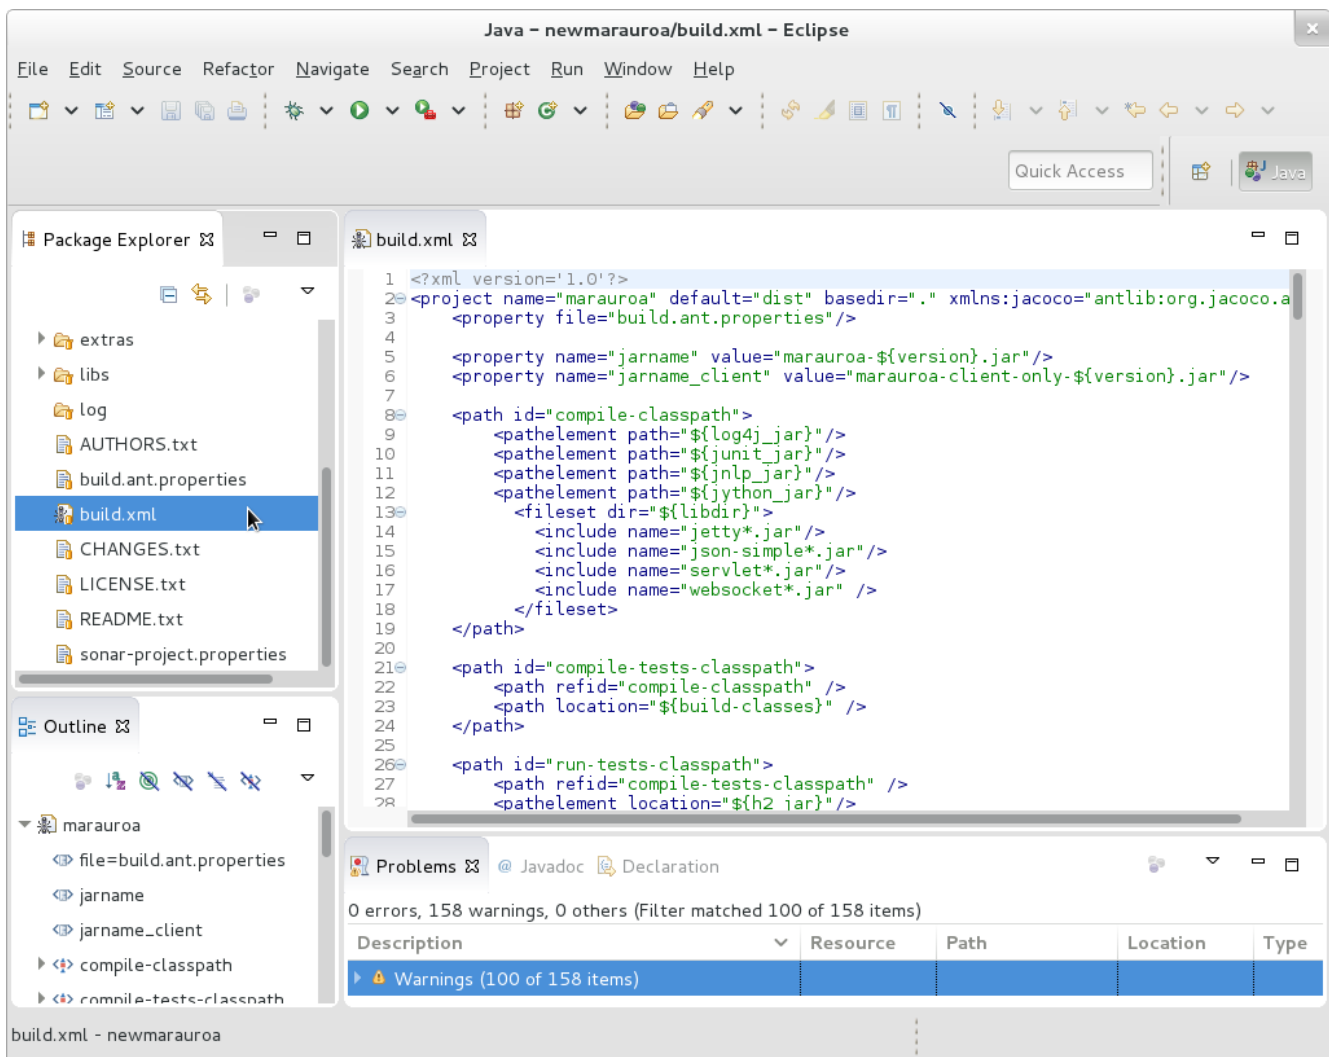 Java – newmarauroa/build.xml – Eclipse
File Edit Source Refactor Navigate Search Project Run Window Help
Quick Access
Java
Package Explorer
extras
libs
log
AUTHORS.txt
build.ant.properties
build.xml
CHANGES.txt
LICENSE.txt
README.txt
sonar-project.properties
Outline
marauroa
file=build.ant.properties
jarname
jarname_client
compile-classpath
compile-tests-classpath
build.xml
1 <?xml version='1.0'?>
2 <project name="marauroa" default="dist" basedir="." xmlns:jacoco="antlib:org.jacoco.a
3 <property file="build.ant.properties"/>
4
5 <property name="jarname" value="marauroa-${version}.jar"/>
6 <property name="jarname_client" value="marauroa-client-only-${version}.jar"/>
7
8 <path id="compile-classpath">
9 <pathelement path="${log4j_jar}"/>
10 <pathelement path="${junit_jar}"/>
11 <pathelement path="${jnlp_jar}"/>
12 <pathelement path="${jython_jar}"/>
13 <fileset dir="${libdir}">
14 <include name="jetty*.jar"/>
15 <include name="json-simple*.jar"/>
16 <include name="servlet*.jar"/>
17 <include name="websocket*.jar" />
18 </fileset>
19 </path>
20
21 <path id="compile-tests-classpath">
22 <path refid="compile-classpath" />
23 <path location="${build-classes}" />
24 </path>
25
26 <path id="run-tests-classpath">
27 <path refid="compile-tests-classpath" />
28 <pathelement location="${h2_jar}"/>
Problems @ Javadoc Declaration
0 errors, 158 warnings, 0 others (Filter matched 100 of 158 items)
Description Resource Path Location Type
Warnings (100 of 158 items)
build.xml - newmarauroa